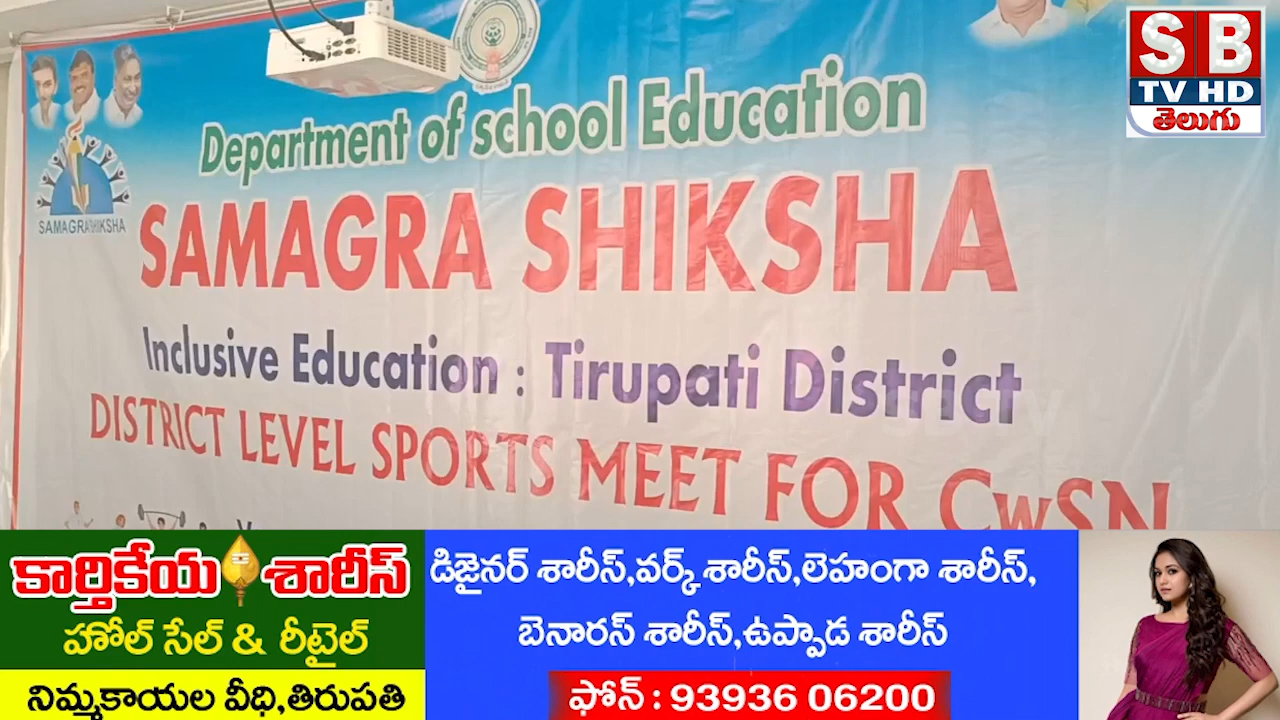 SB
TV HD
తెలుగు
Department of school Education
SAMAGRA SHIKSHA
SAMAGRA SHIKSHA
Inclusive Education : Tirupati District
DISTRICT LEVEL SPORTS MEET FOR CwSN
కార్తికేయ శారీస్
హోల్ సేల్ & రీటైల్
నిమ్మకాయల వీధి,తిరుపతి
డిజైనర్ శారీస్,వర్క్ శారీస్,లెహంగా శారీస్,
బెనారస్ శారీస్,ఉప్పాడ శారీస్
ఫోన్ : 93936 06200